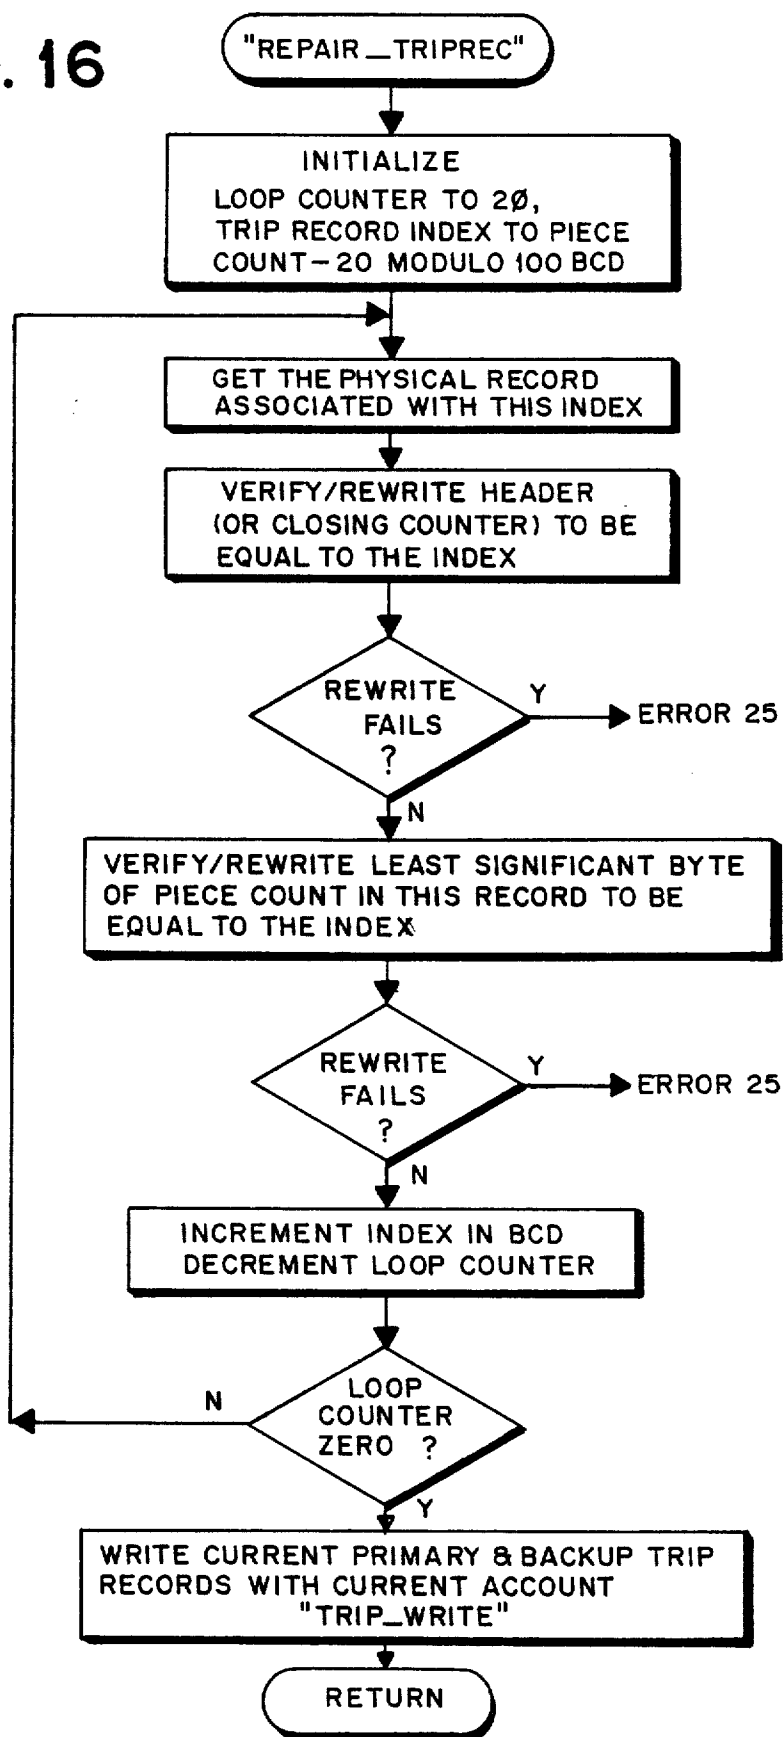 . 16
"REPAIR_TRIPREC"
INITIALIZE
LOOP COUNTER TO 2Ø,
TRIP RECORD INDEX TO PIECE
COUNT-20 MODULO 100 BCD
GET THE PHYSICAL RECORD
ASSOCIATED WITH THIS INDEX
VERIFY/REWRITE HEADER
(OR CLOSING COUNTER) TO BE
EQUAL TO THE INDEX
REWRITE
FAILS
?
Y
ERROR 25
N
VERIFY/REWRITE LEAST SIGNIFICANT BYTE
OF PIECE COUNT IN THIS RECORD TO BE
EQUAL TO THE INDEX
REWRITE
FAILS
?
Y
ERROR 25
N
INCREMENT INDEX IN BCD
DECREMENT LOOP COUNTER
LOOP
COUNTER
ZERO ?
N
Y
WRITE CURRENT PRIMARY & BACKUP TRIP
RECORDS WITH CURRENT ACCOUNT
"TRIP_WRITE"
RETURN